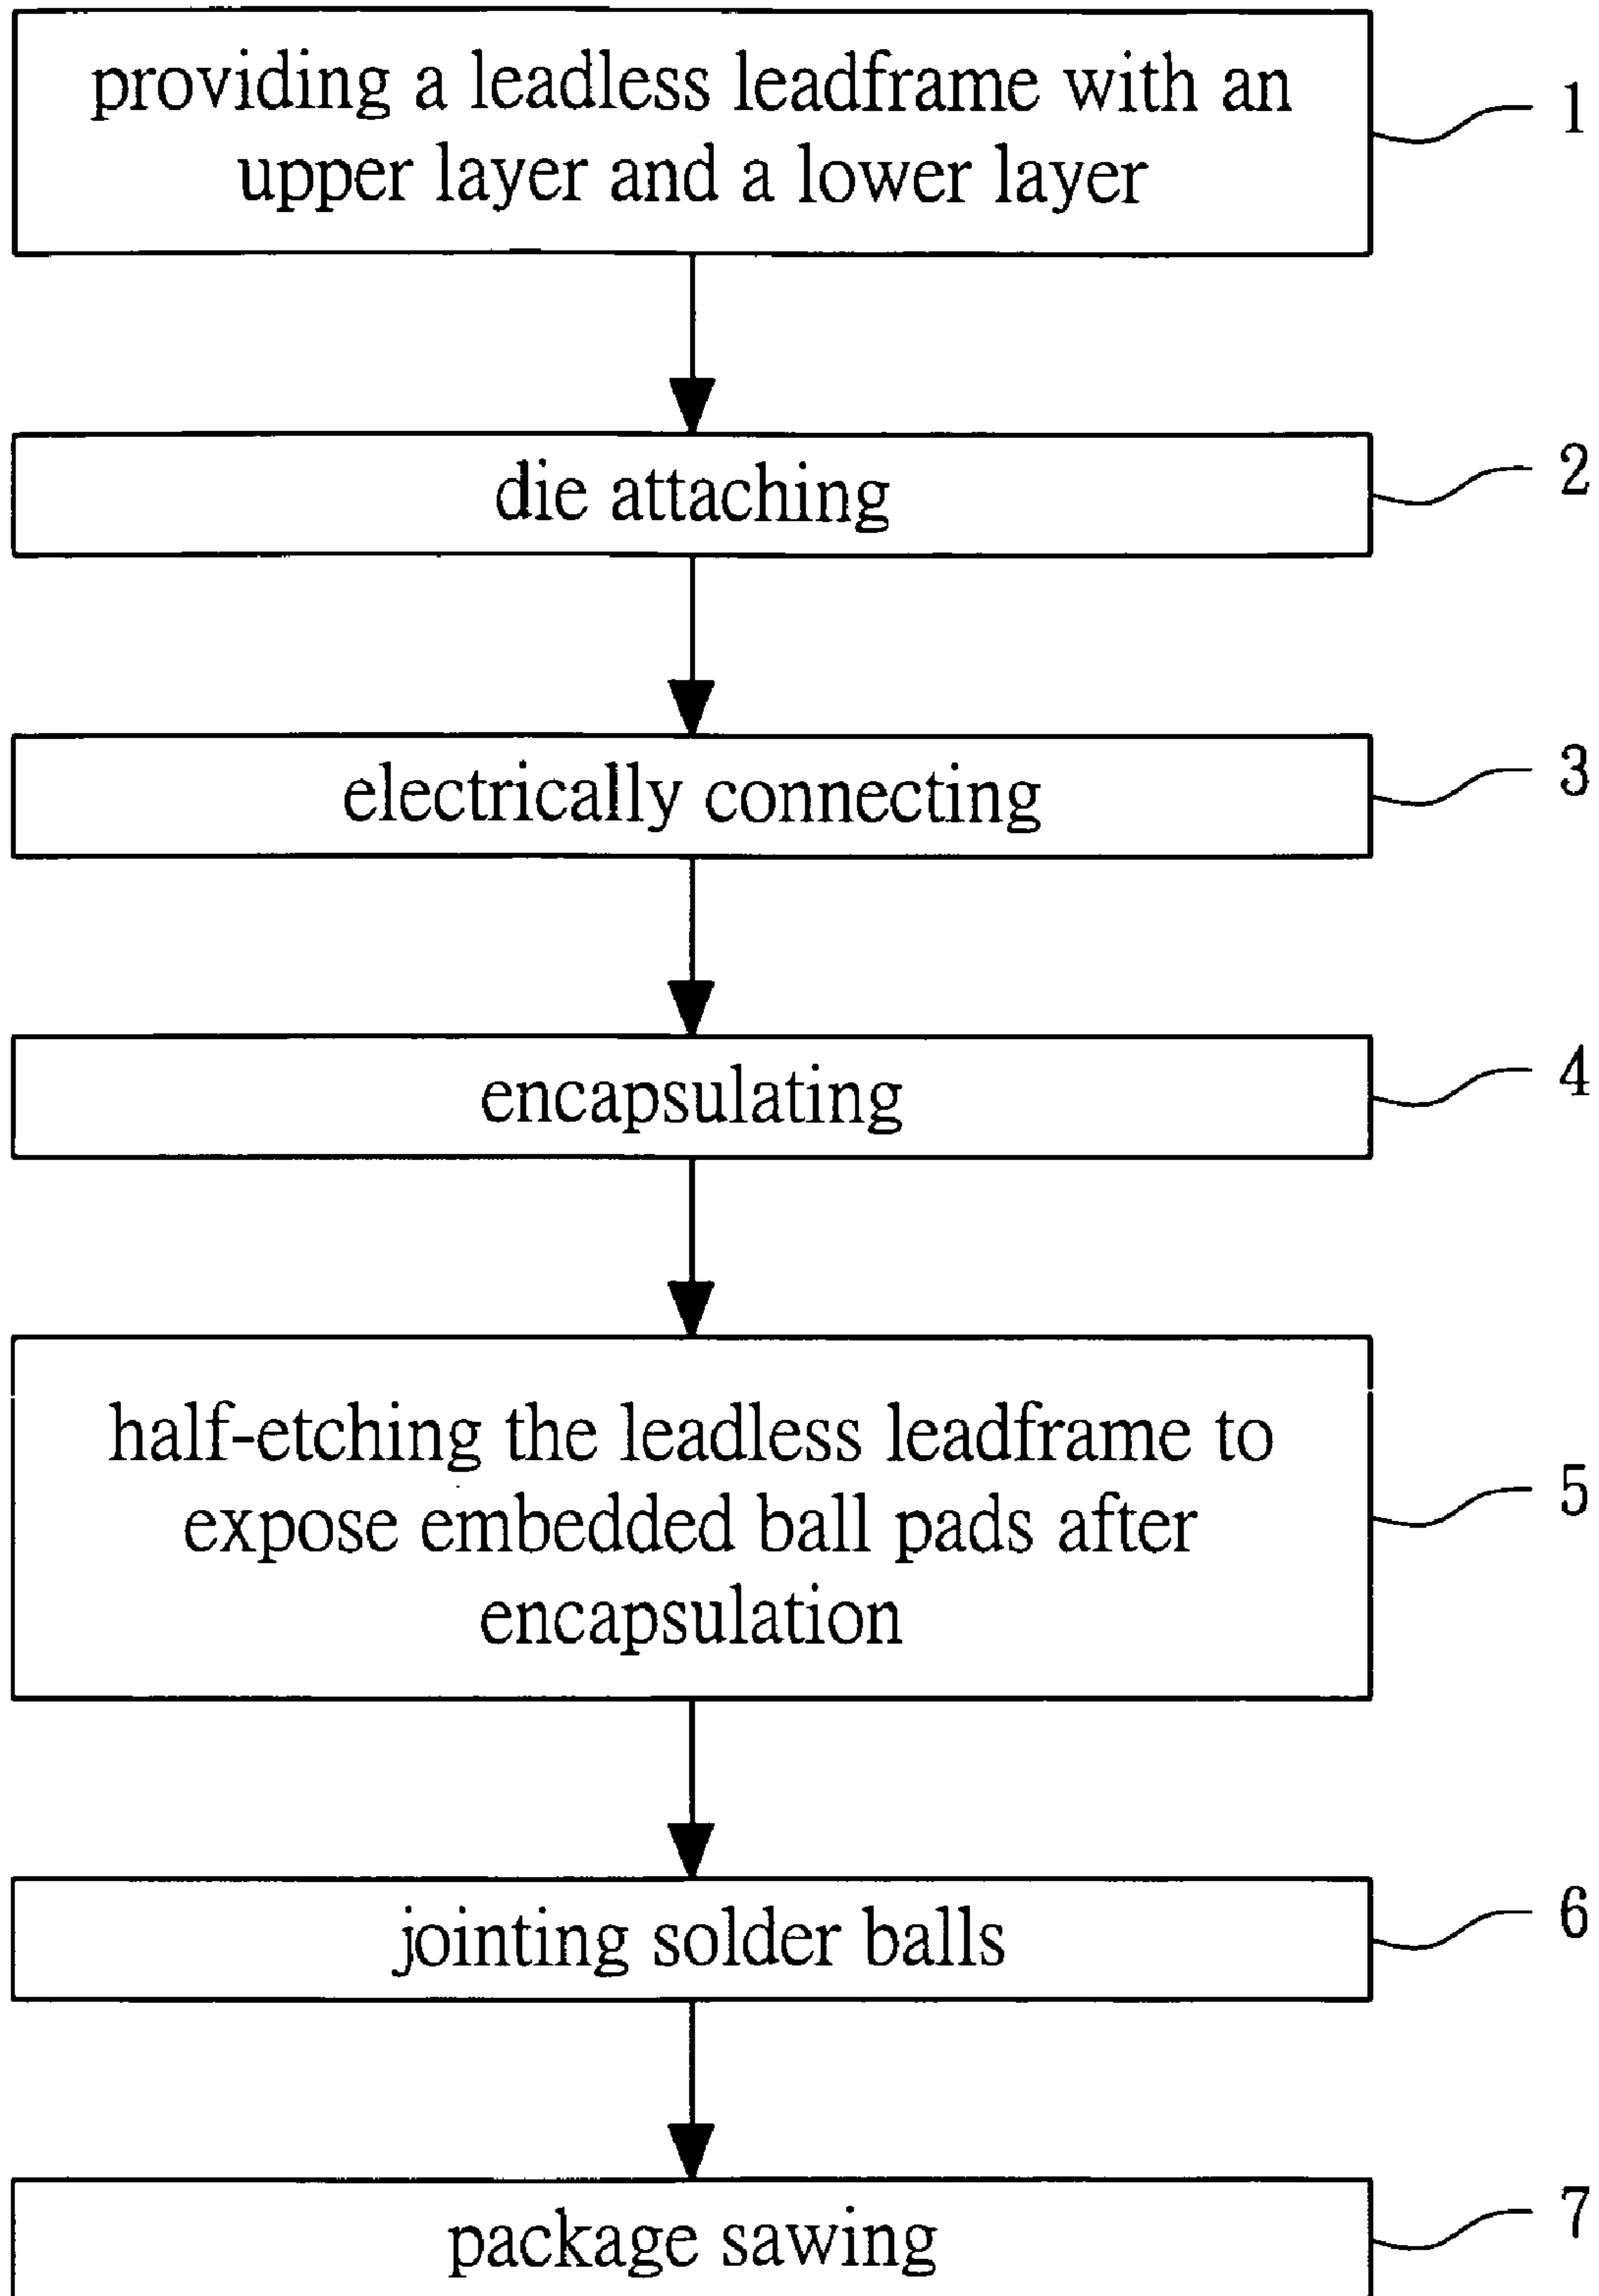 providing a leadless leadframe with an
upper layer and a lower layer
1
die attaching
2
electrically connecting
3
encapsulating
4
half-etching the leadless leadframe to
expose embedded ball pads after
encapsulation
5
jointing solder balls
6
package sawing
7